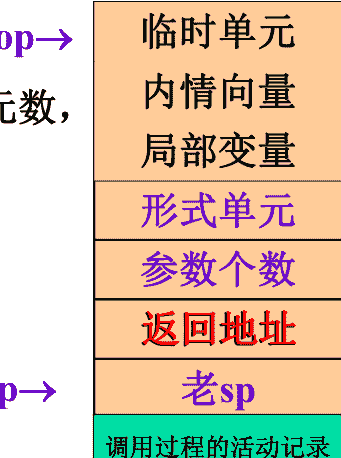 op→
临时单元
元数，
内情向量
局部变量
形式单元
参数个数
返回地址
p→
老sp
调用过程的活动记录